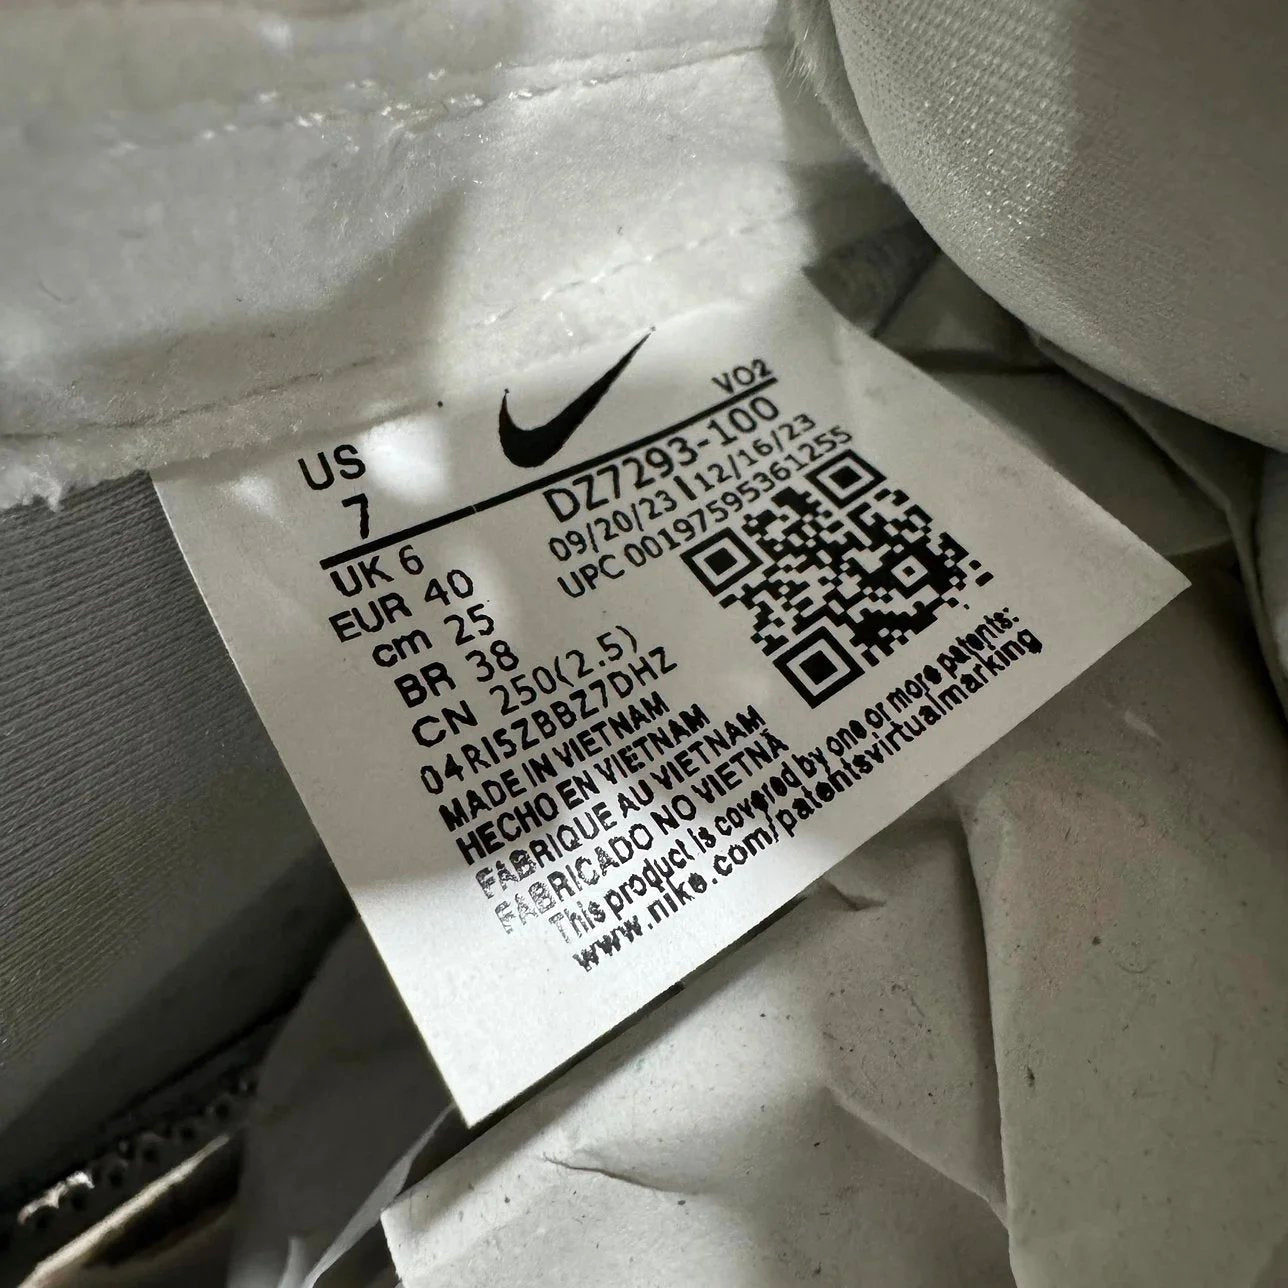 US
7
VO2
DZ7293-100
09/20/23 | 12/16/23
UPC 00197595361255
UK 6
EUR 40
cm 25
BR 38
CN 250(2.5)
04RI5ZBBZ7DHZ
MADE IN VIETNAM
HECHO EN VIETNAM
FABRIQUE AU VIETNAM
FABRICADO NO VIETNÃ
This product is covered by one or more patents:
www.nike.com/patentsvirtualmarking